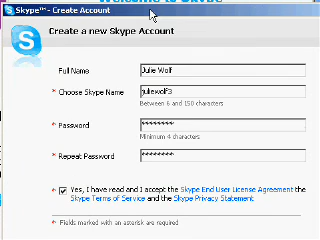 Welcome to Skype
Skype™ - Create Account
Create a new Skype Account
Full Name
Julie Wolf
* Choose Skype Name
juliewolf3
Between 6 and 150 characters
* Password
********
Minimum 4 characters
* Repeat Password
********
* Yes, I have read and I accept the Skype End User License Agreement the
Skype Terms of Service and the Skype Privacy Statement
* Fields marked with an asterisk are required